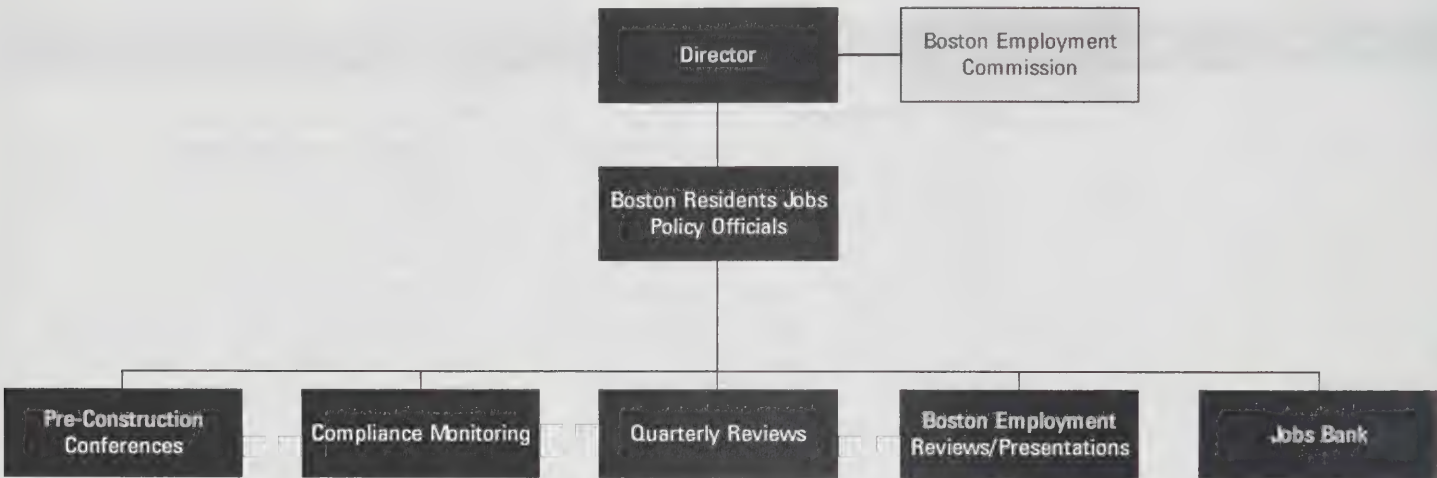 Director
Boston Employment
Commission
Boston Residents Jobs
Policy Officials
Pre-Construction
Conferences
Compliance Monitoring
Quarterly Reviews
Boston Employment
Reviews/Presentations
Jobs Bank